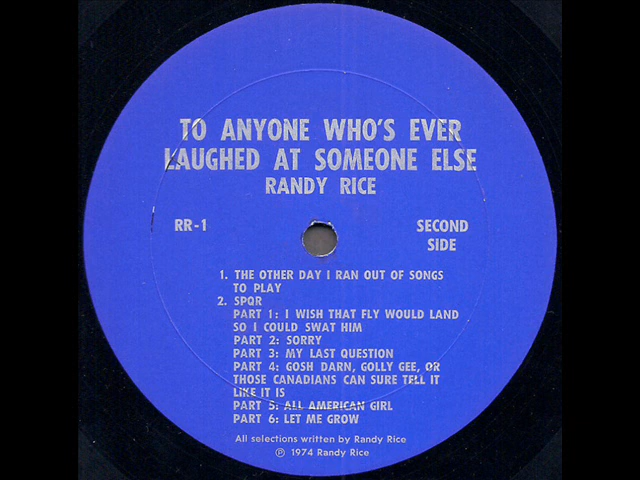 TO ANYONE WHO'S EVER
LAUGHED AT SOMEONE ELSE
RANDY RICE
RR-1
SECOND
SIDE
1. THE OTHER DAY I RAN OUT OF SONGS
TO PLAY
2. SPQR
PART 1: I WISH THAT FLY WOULD LAND
SO I COULD SWAT HIM
PART 2: SORRY
PART 3: MY LAST QUESTION
PART 4: GOSH DARN, GOLLY GEE, OR
THOSE CANADIANS CAN SURE TELL IT
LIKE IT IS
PART 5: ALL AMERICAN GIRL
PART 6: LET ME GROW
All selections written by Randy Rice
Ⓟ 1974 Randy Rice